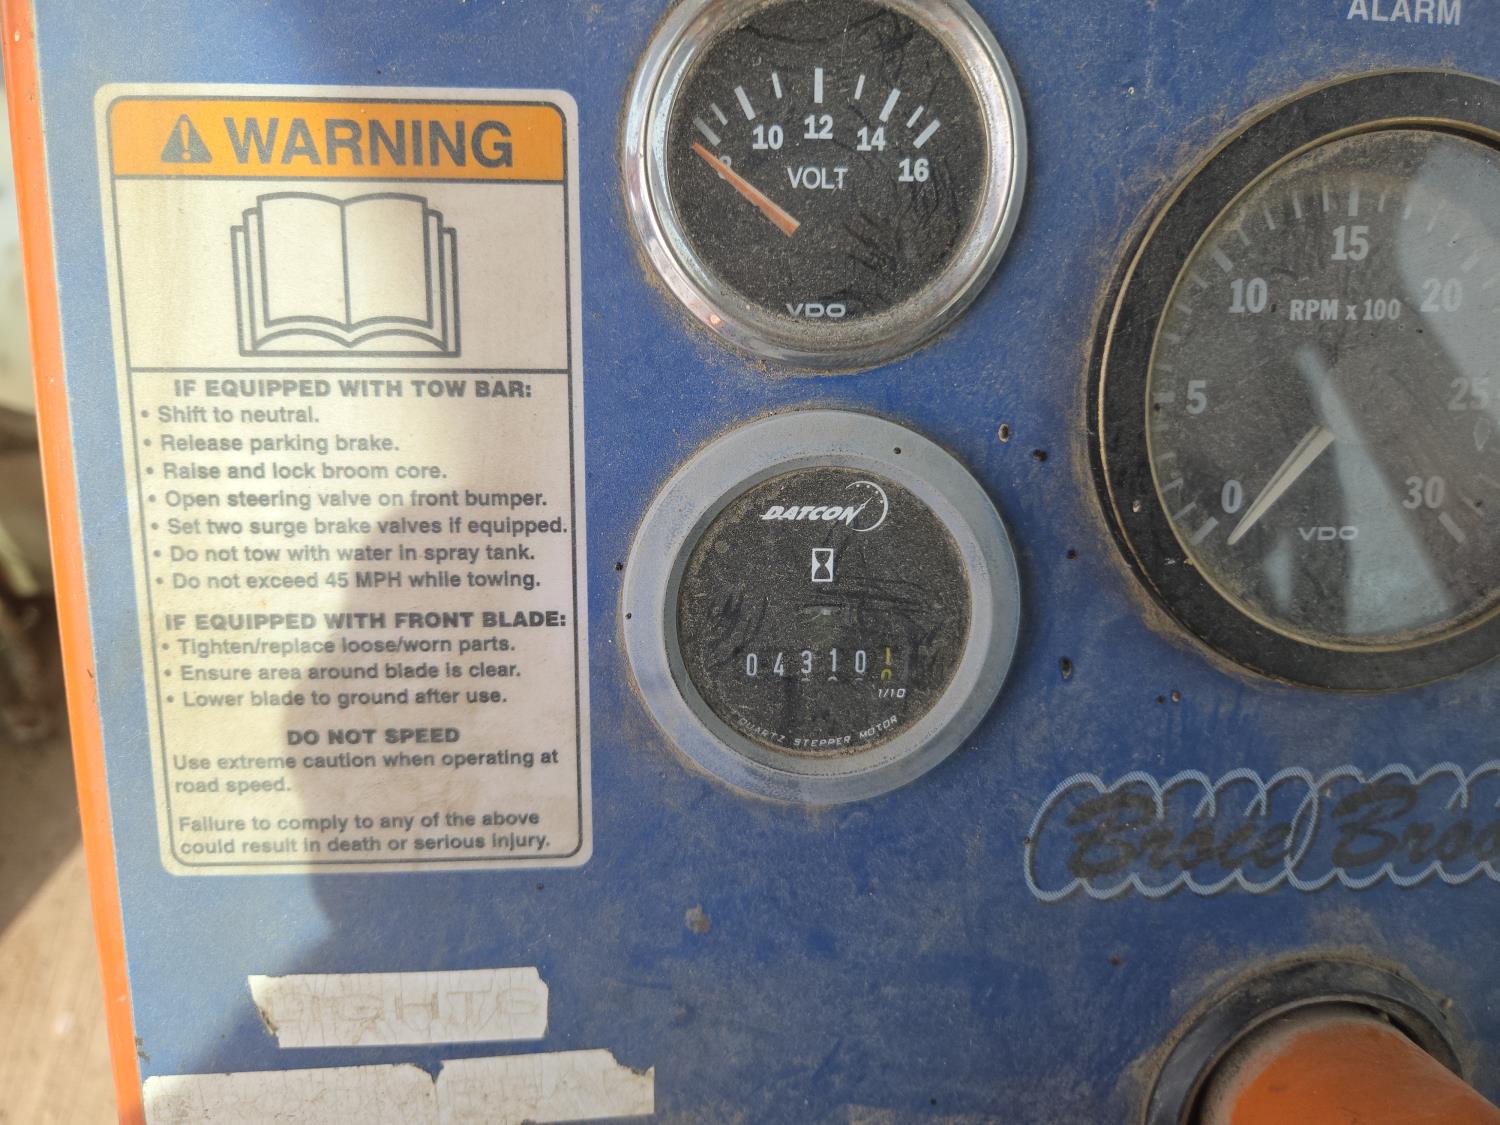 ALARM
WARNING
IF EQUIPPED WITH TOW BAR:
• Shift to neutral.
• Release parking brake.
• Raise and lock broom core.
• Open steering valve on front bumper.
• Set two surge brake valves if equipped.
• Do not tow with water in spray tank.
• Do not exceed 45 MPH while towing.
IF EQUIPPED WITH FRONT BLADE:
• Tighten/replace loose/worn parts.
• Ensure area around blade is clear.
• Lower blade to ground after use.
DO NOT SPEED
Use extreme caution when operating at
road speed.
Failure to comply to any of the above
could result in death or serious injury.
8 10 12 14 16
VOLT
VDO
DATCON
04310
1/10
QUARTZ STEPPER MOTOR
0 5 10 15 20 25 30
RPM x 100
VDO
Broce
LIGHTS